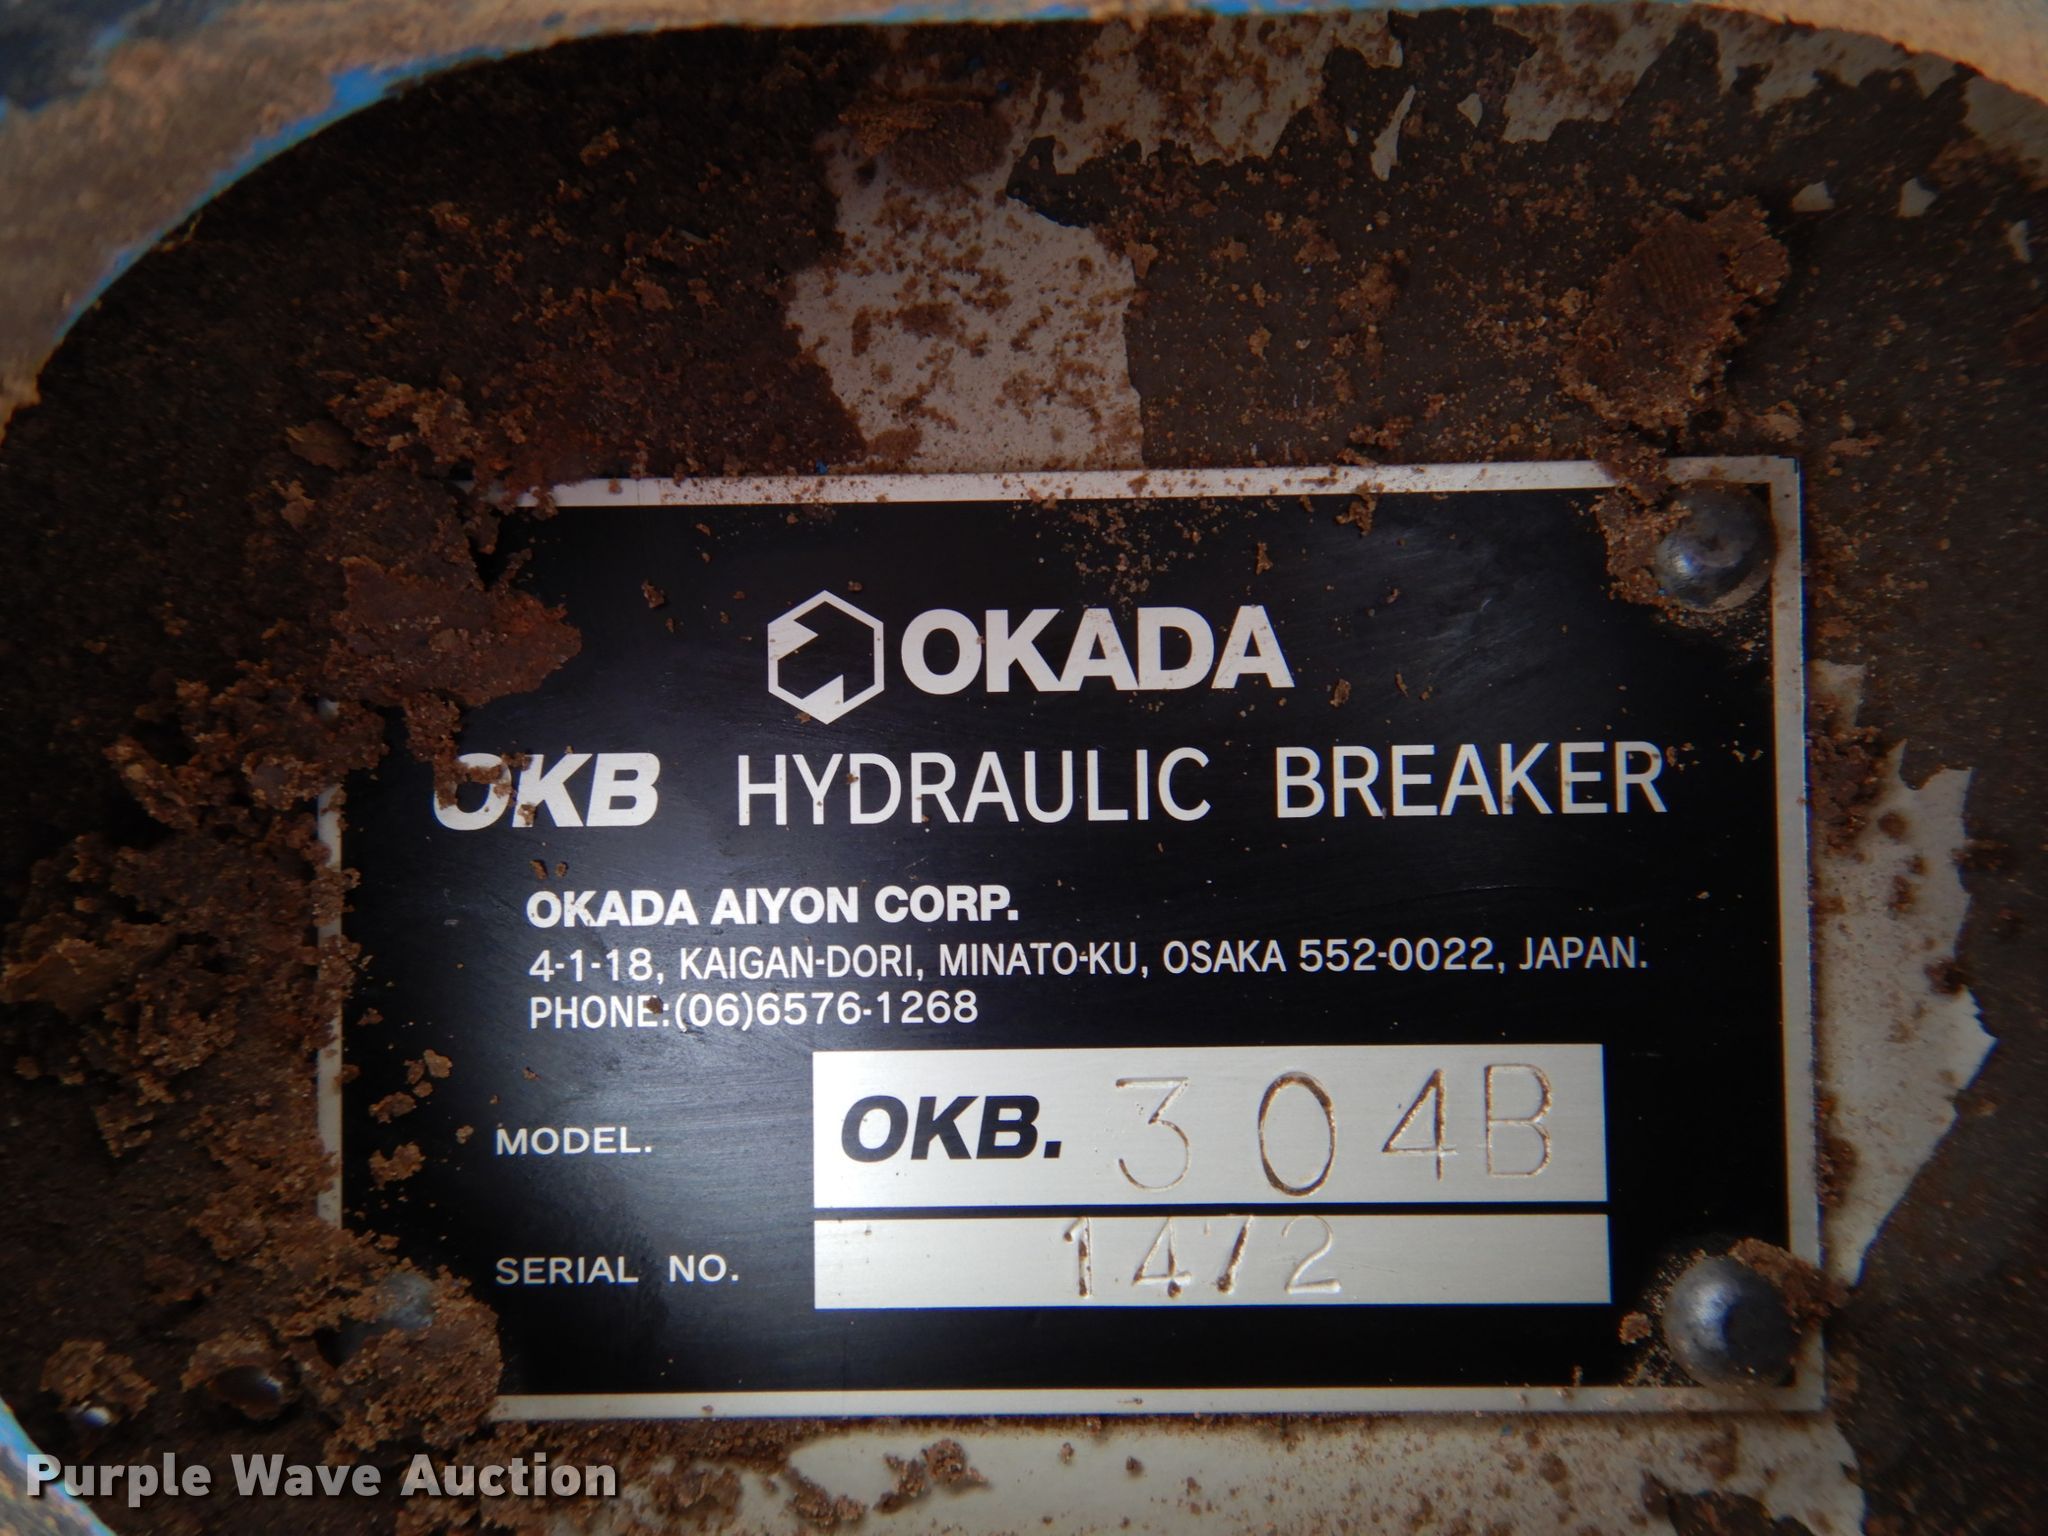 OKADA
OKB HYDRAULIC BREAKER
OKADA AIYON CORP.
4-1-18, KAIGAN-DORI, MINATO-KU, OSAKA 552-0022, JAPAN.
PHONE:(06)6576-1268
MODEL. OKB. 304B
SERIAL NO. 1472
Purple Wave Auction